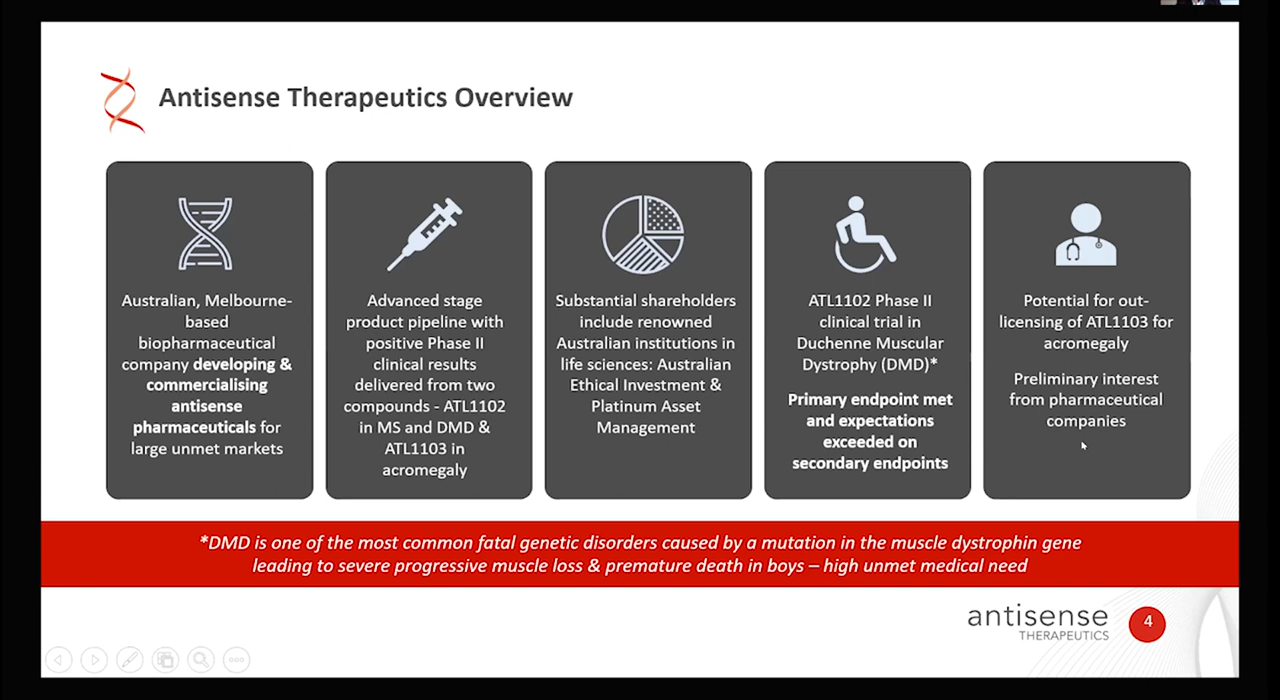 Antisense Therapeutics Overview
Australian, Melbourne-
based
biopharmaceutical
company developing &
commercialising
antisense
pharmaceuticals for
large unmet markets
Advanced stage
product pipeline with
positive Phase II
clinical results
delivered from two
compounds - ATL1102
in MS and DMD &
ATL1103 in
acromegaly
Substantial shareholders
include renowned
Australian institutions in
life sciences: Australian
Ethical Investment &
Platinum Asset
Management
ATL1102 Phase II
clinical trial in
Duchenne Muscular
Dystrophy (DMD)*
Primary endpoint met
and expectations
exceeded on
secondary endpoints
Potential for out-
licensing of ATL1103 for
acromegaly
Preliminary interest
from pharmaceutical
companies
*DMD is one of the most common fatal genetic disorders caused by a mutation in the muscle dystrophin gene
leading to severe progressive muscle loss & premature death in boys – high unmet medical need
antisense
THERAPEUTICS
4